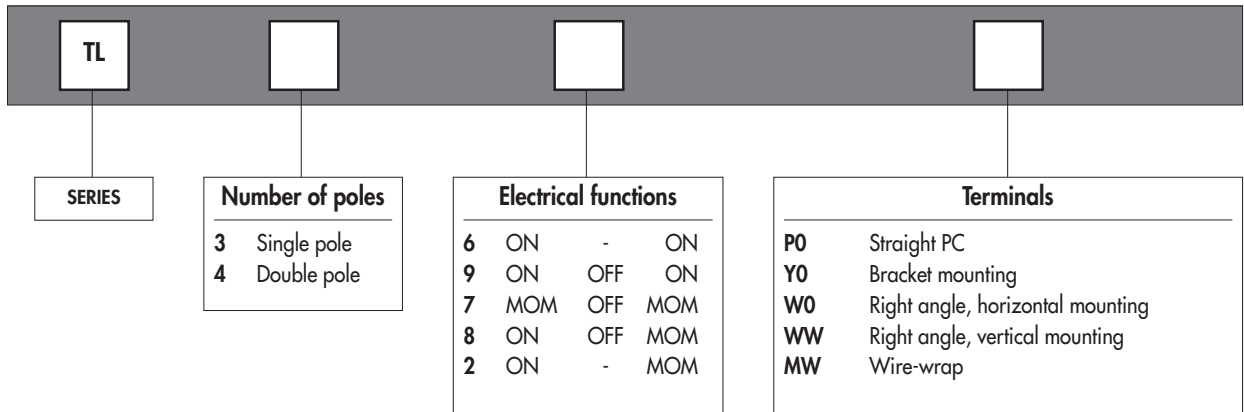 TL
SERIES
Number of poles
3 Single pole
4 Double pole
Electrical functions
6 ON - ON
9 ON OFF ON
7 MOM OFF MOM
8 ON OFF MOM
2 ON - MOM
Terminals
P0 Straight PC
Y0 Bracket mounting
W0 Right angle, horizontal mounting
WW Right angle, vertical mounting
MW Wire-wrap